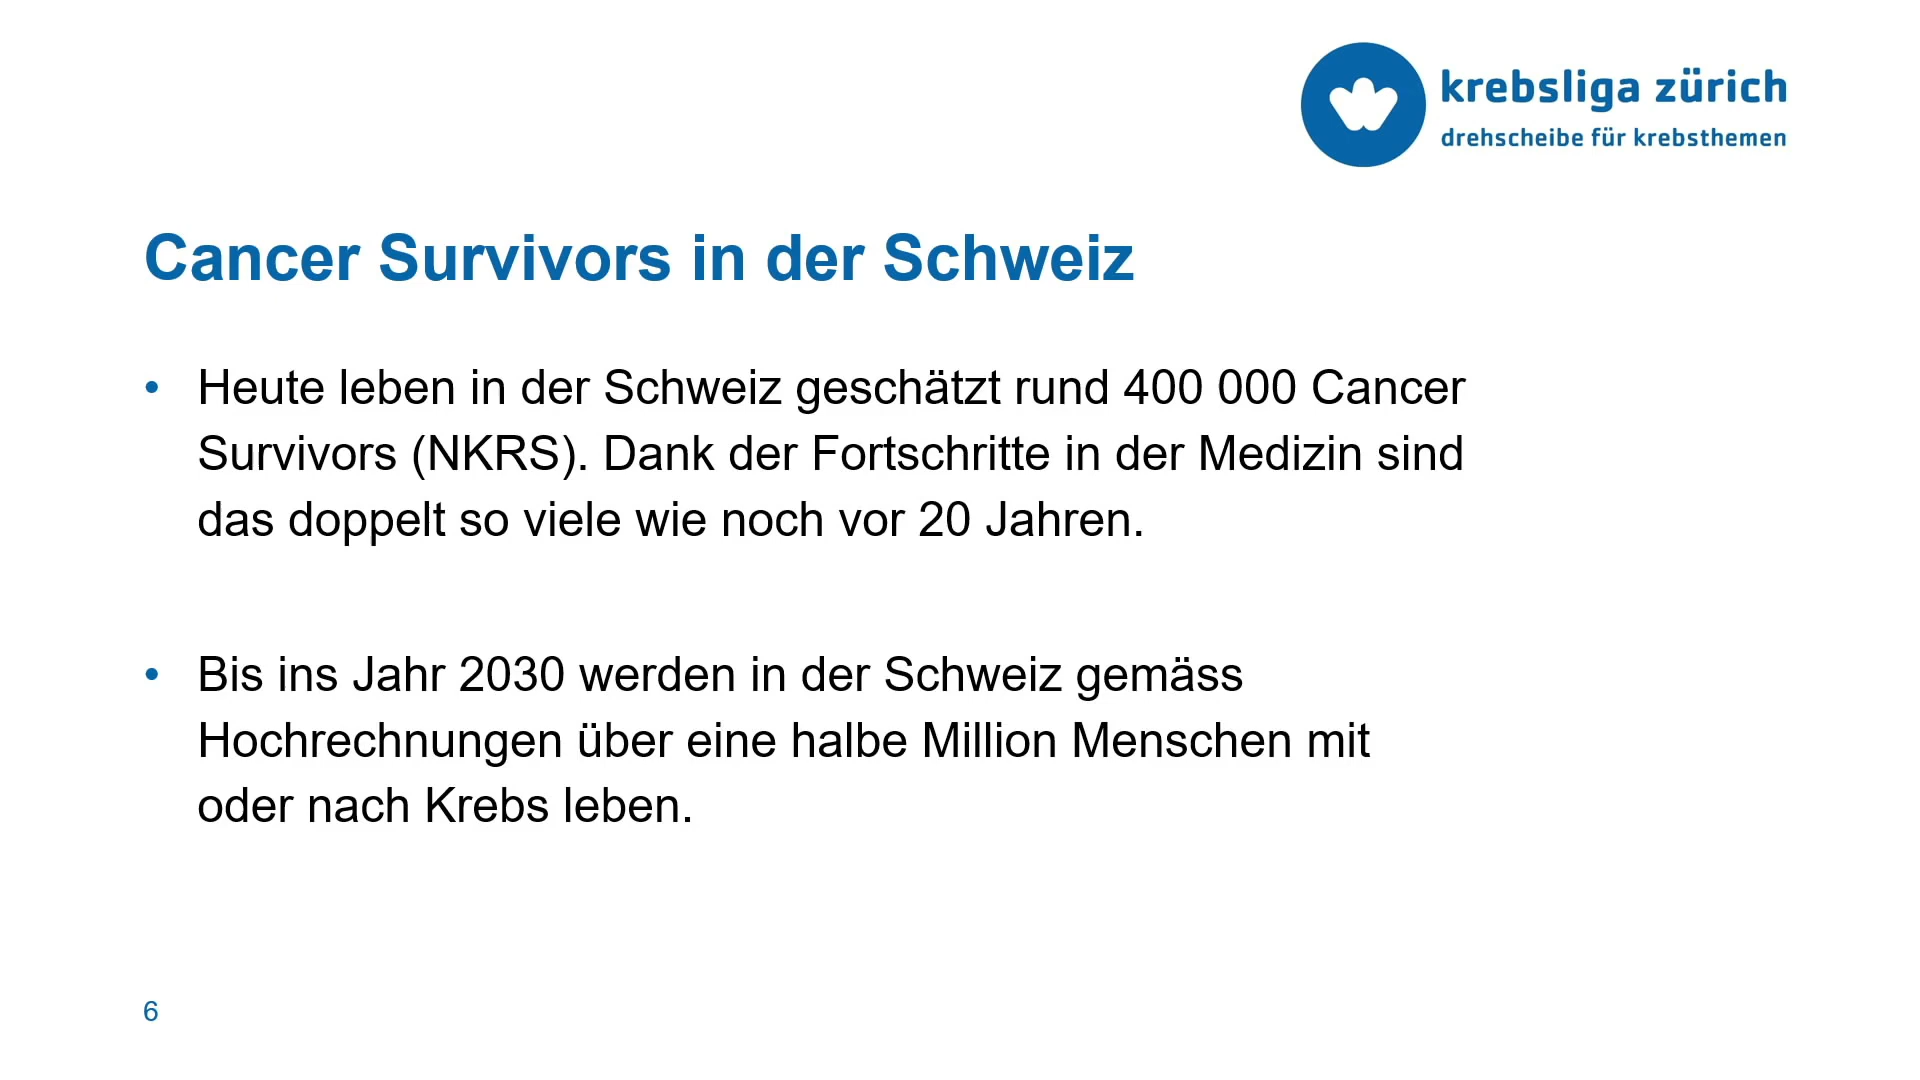 krebsliga zürich
drehscheibe für krebsthemen
Cancer Survivors in der Schweiz
• Heute leben in der Schweiz geschätzt rund 400 000 Cancer
Survivors (NKRS). Dank der Fortschritte in der Medizin sind
das doppelt so viele wie noch vor 20 Jahren.
• Bis ins Jahr 2030 werden in der Schweiz gemäss
Hochrechnungen über eine halbe Million Menschen mit
oder nach Krebs leben.
6